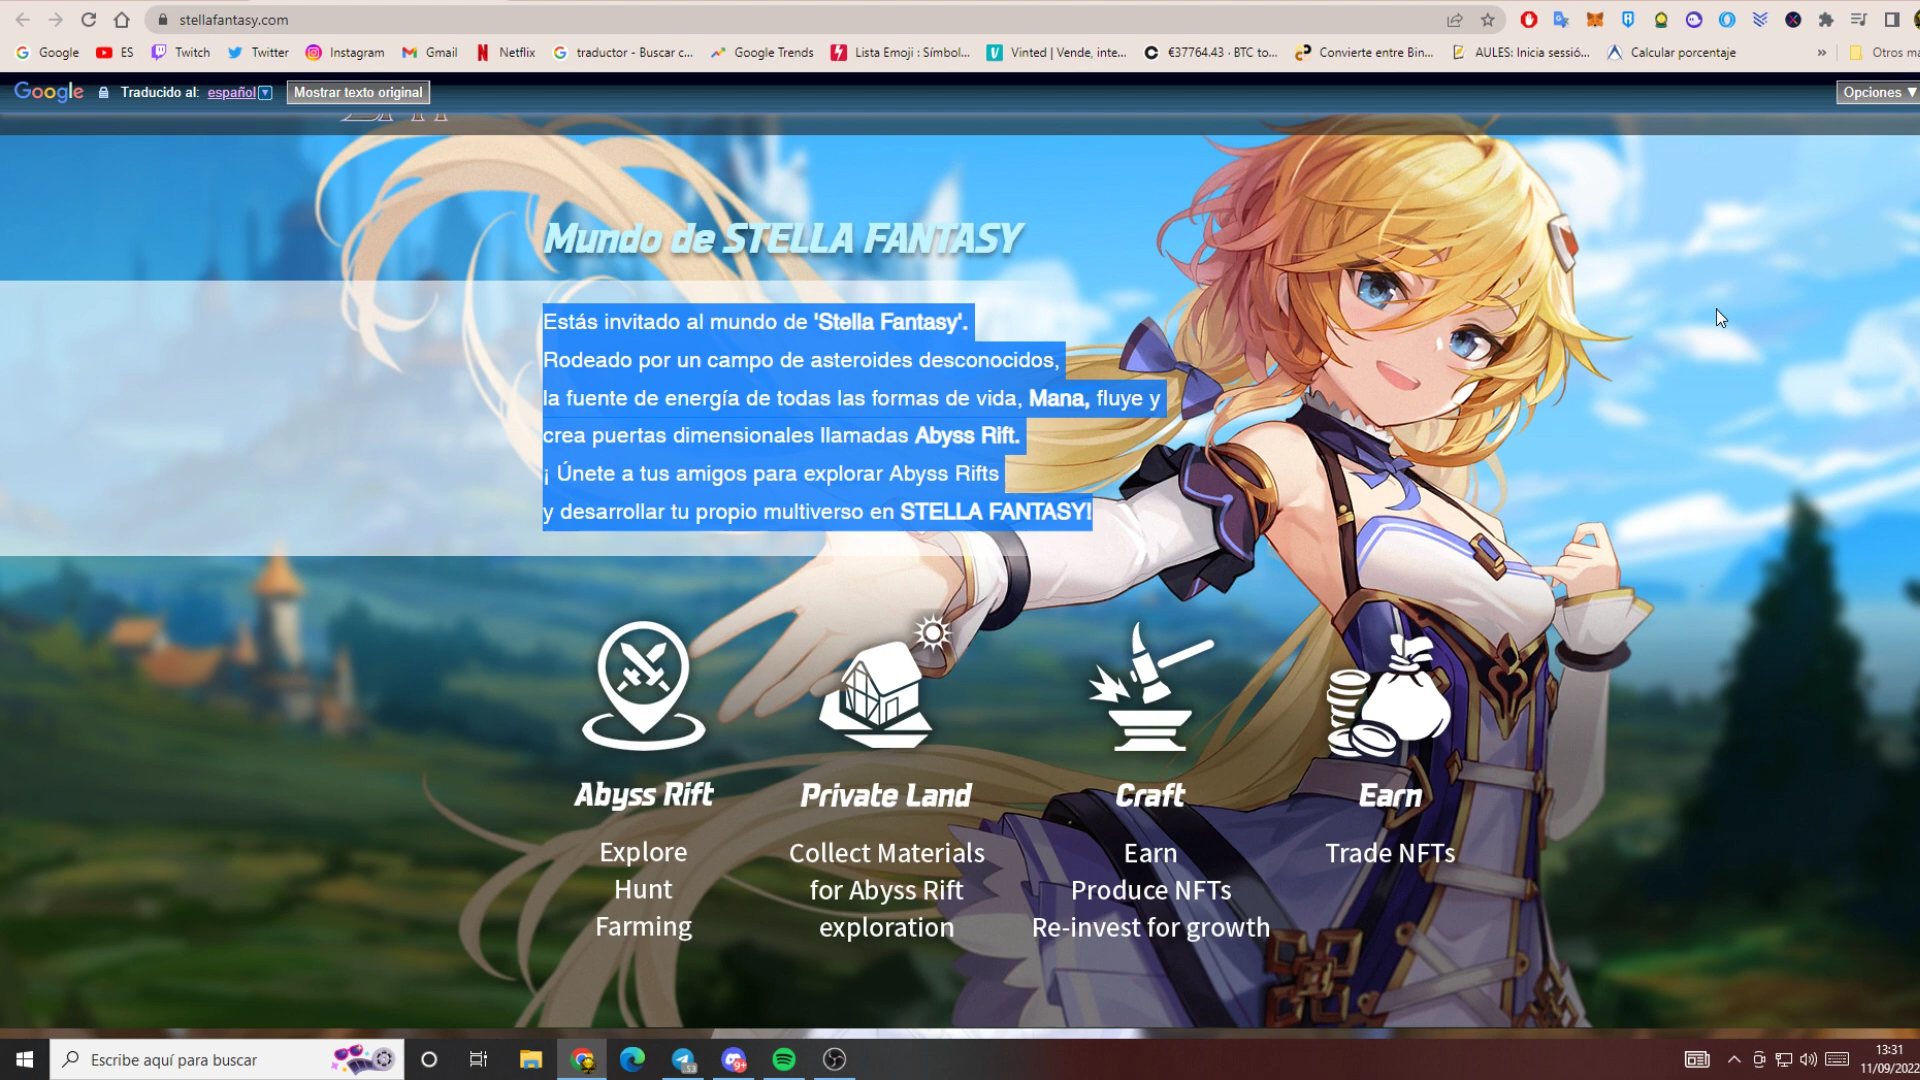 stellafantasy.com
Google
ES
Twitch
Twitter
Instagram
Gmail
Netflix
traductor - Buscar c...
Google Trends
Lista Emoji : Símbol...
Vinted | Vende, inte...
€37764.43 · BTC to...
Convierte entre Bin...
AULES: Inicia sessió...
Calcular porcentaje
»
Otros ma
Google Traducido al: español Mostrar texto original Opciones ▼
Mundo de STELLA FANTASY
Estás invitado al mundo de 'Stella Fantasy'.
Rodeado por un campo de asteroides desconocidos,
la fuente de energía de todas las formas de vida, Mana, fluye y
crea puertas dimensionales llamadas Abyss Rift.
¡ Únete a tus amigos para explorar Abyss Rifts
y desarrollar tu propio multiverso en STELLA FANTASY!
Abyss Rift
Explore
Hunt
Farming
Private Land
Collect Materials
for Abyss Rift
exploration
Craft
Earn
Produce NFTs
Re-invest for growth
Earn
Trade NFTs
Escribe aquí para buscar
53
9+
13:31
11/09/2022